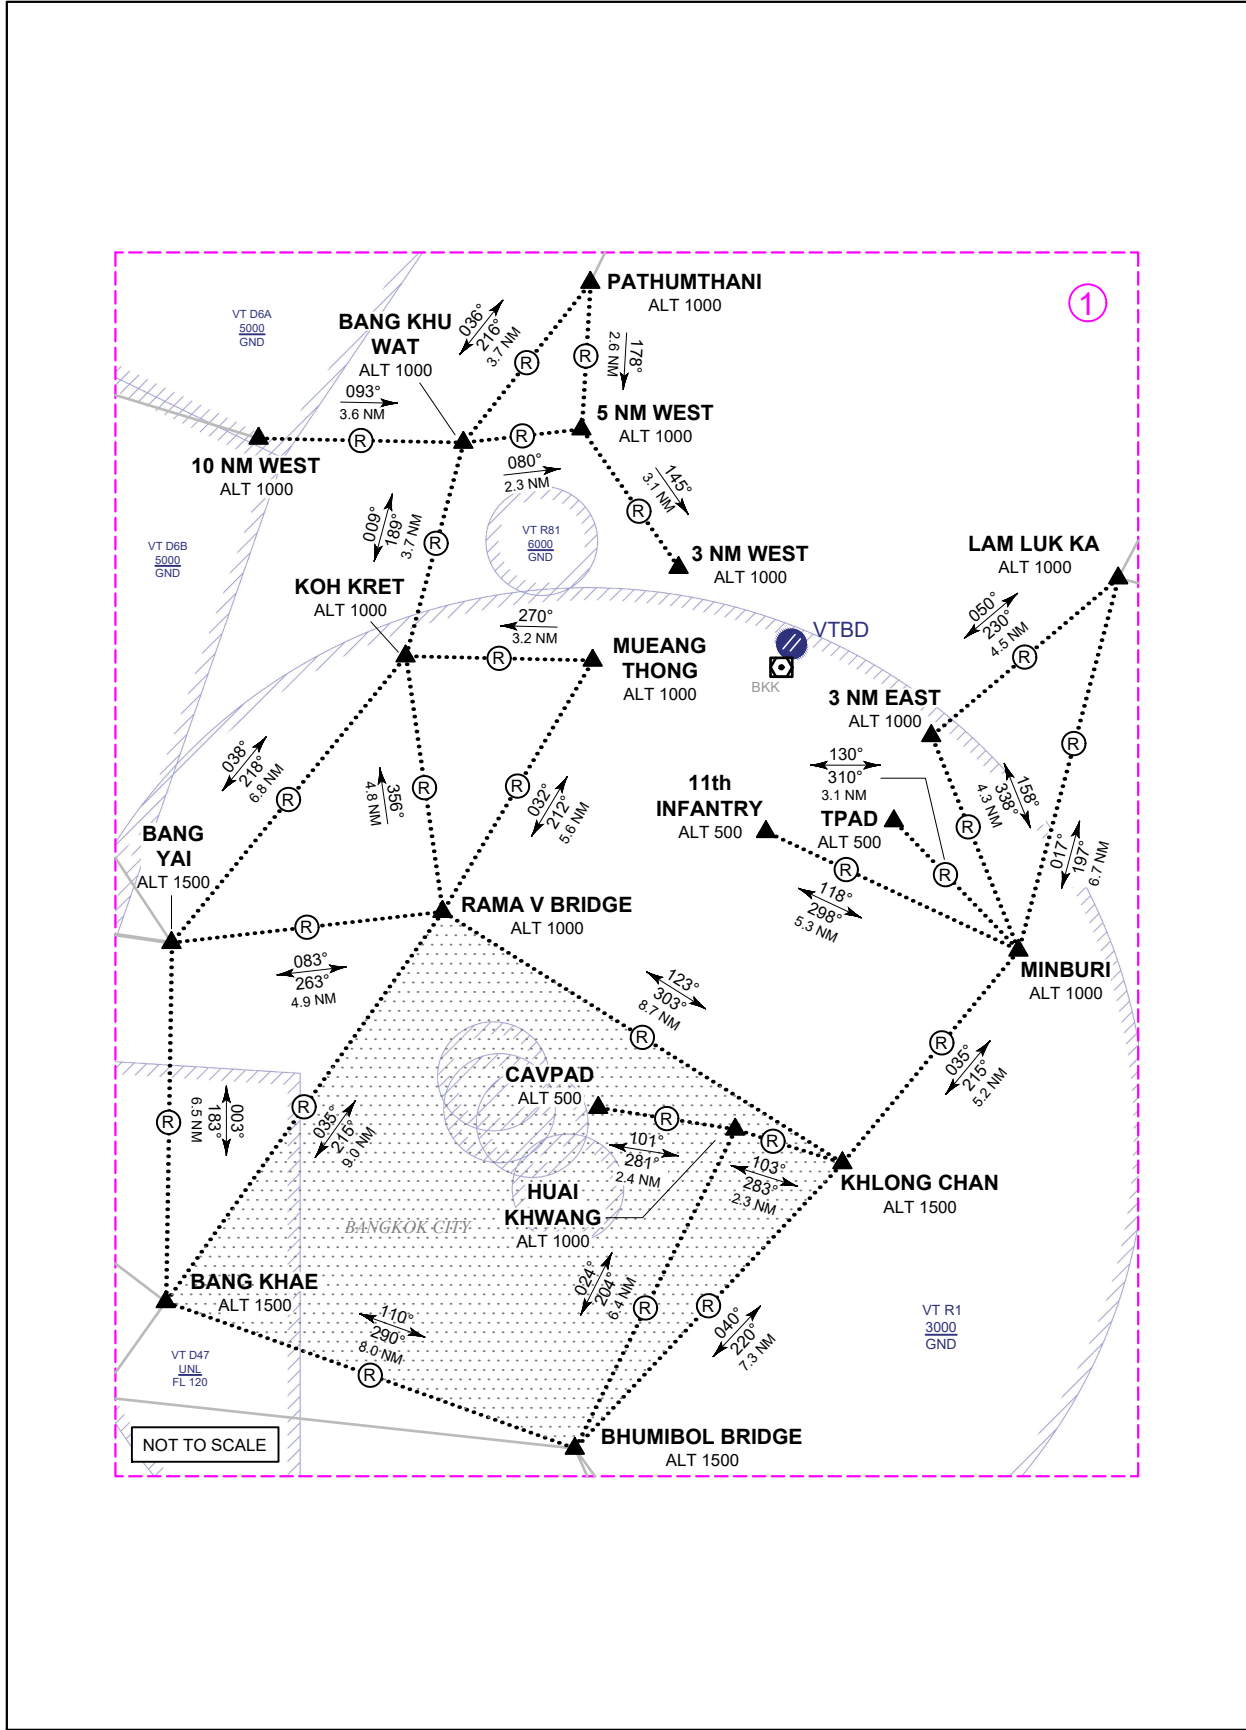 PATHUMTHANI
ALT 1000
1
VT D6A
5000
GND
BANG KHU
WAT
ALT 1000
036°
216°
3.7 NM
178°
2.6 NM
093°
3.6 NM
5 NM WEST
ALT 1000
10 NM WEST
ALT 1000
080°
2.3 NM
145°
3.1 NM
R
R
R
R
R
R
009°
189°
3.7 NM
VT R81
6000
GND
VT D6B
5000
GND
3 NM WEST
ALT 1000
LAM LUK KA
ALT 1000
KOH KRET
ALT 1000
270°
3.2 NM
R
MUEANG
THONG
ALT 1000
VTBD
BKK
050°
230°
4.5 NM
R
3 NM EAST
ALT 1000
038°
218°
6.8 NM
R
356°
4.8 NM
R
032°
212°
5.6 NM
R
130°
310°
3.1 NM
158°
338°
4.3 NM
R
R
11th
INFANTRY
ALT 500
TPAD
ALT 500
017°
197°
6.7 NM
R
R
118°
298°
5.3 NM
BANG
YAI
ALT 1500
RAMA V BRIDGE
ALT 1000
R
083°
263°
4.9 NM
MINBURI
ALT 1000
123°
303°
8.7 NM
R
R
035°
215°
5.2 NM
CAVPAD
ALT 500
R
003°
183°
6.5 NM
R
035°
215°
9.0 NM
R
R
101°
281°
2.4 NM
103°
283°
2.3 NM
KHLONG CHAN
ALT 1500
HUAI
KHWANG
ALT 1000
BANGKOK CITY
BANG KHAE
ALT 1500
024°
204°
6.4 NM
R
R
040°
220°
7.3 NM
110°
290°
8.0 NM
R
VT R1
3000
GND
VT D47
UNL
FL 120
NOT TO SCALE
BHUMIBOL BRIDGE
ALT 1500